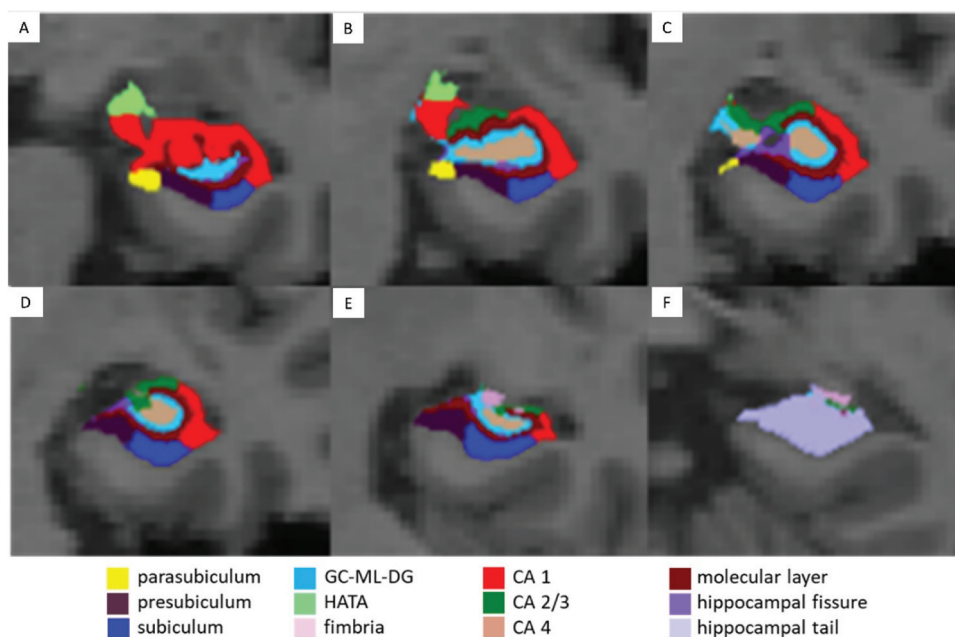 A
B
C
D
E
F
parasubiculum
GC-ML-DG
CA 1
molecular layer
presubiculum
HATA
CA 2/3
hippocampal fissure
subiculum
fimbria
CA 4
hippocampal tail